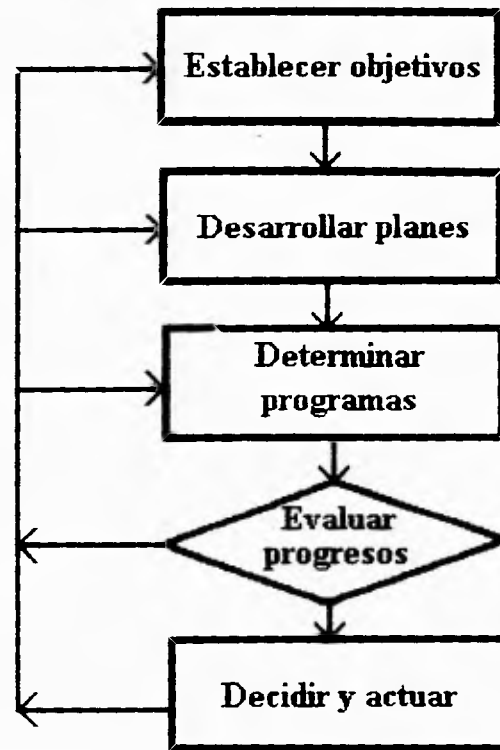 Establecer objetivos
Desarrollar planes
Determinar
programas
Evaluar
progresos
Decidir y actuar